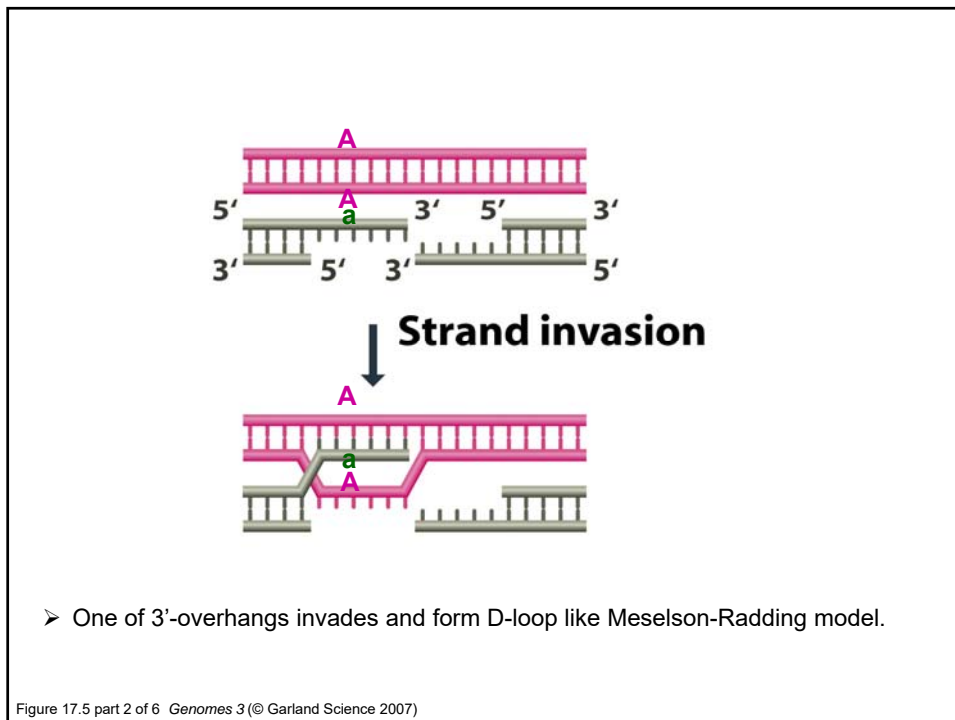 A
A
5‘ a 3‘ 5’ 3‘
3‘ 5‘ 3‘ 5‘
Strand invasion
A
a
A
➢ One of 3’-overhangs invades and form D-loop like Meselson-Radding model.
Figure 17.5 part 2 of 6 Genomes 3 (© Garland Science 2007)